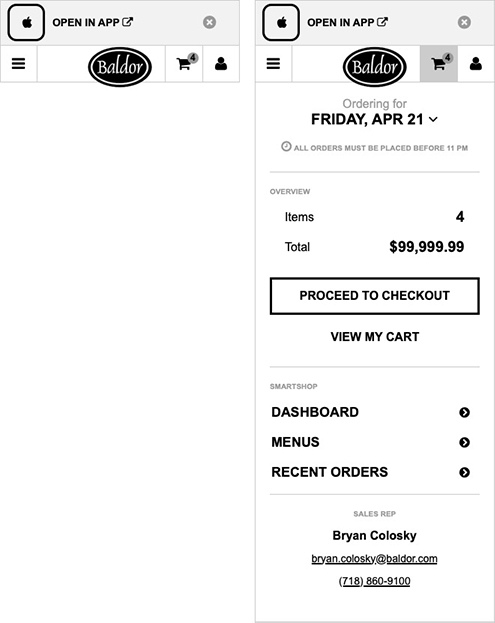 OPEN IN APP
Baldor
4
OPEN IN APP
Baldor
4
Ordering for
FRIDAY, APR 21
ALL ORDERS MUST BE PLACED BEFORE 11 PM
OVERVIEW
Items 4
Total $99,999.99
PROCEED TO CHECKOUT
VIEW MY CART
SMARTSHOP
DASHBOARD
MENUS
RECENT ORDERS
SALES REP
Bryan Colosky
bryan.colosky@baldor.com
(718) 860-9100